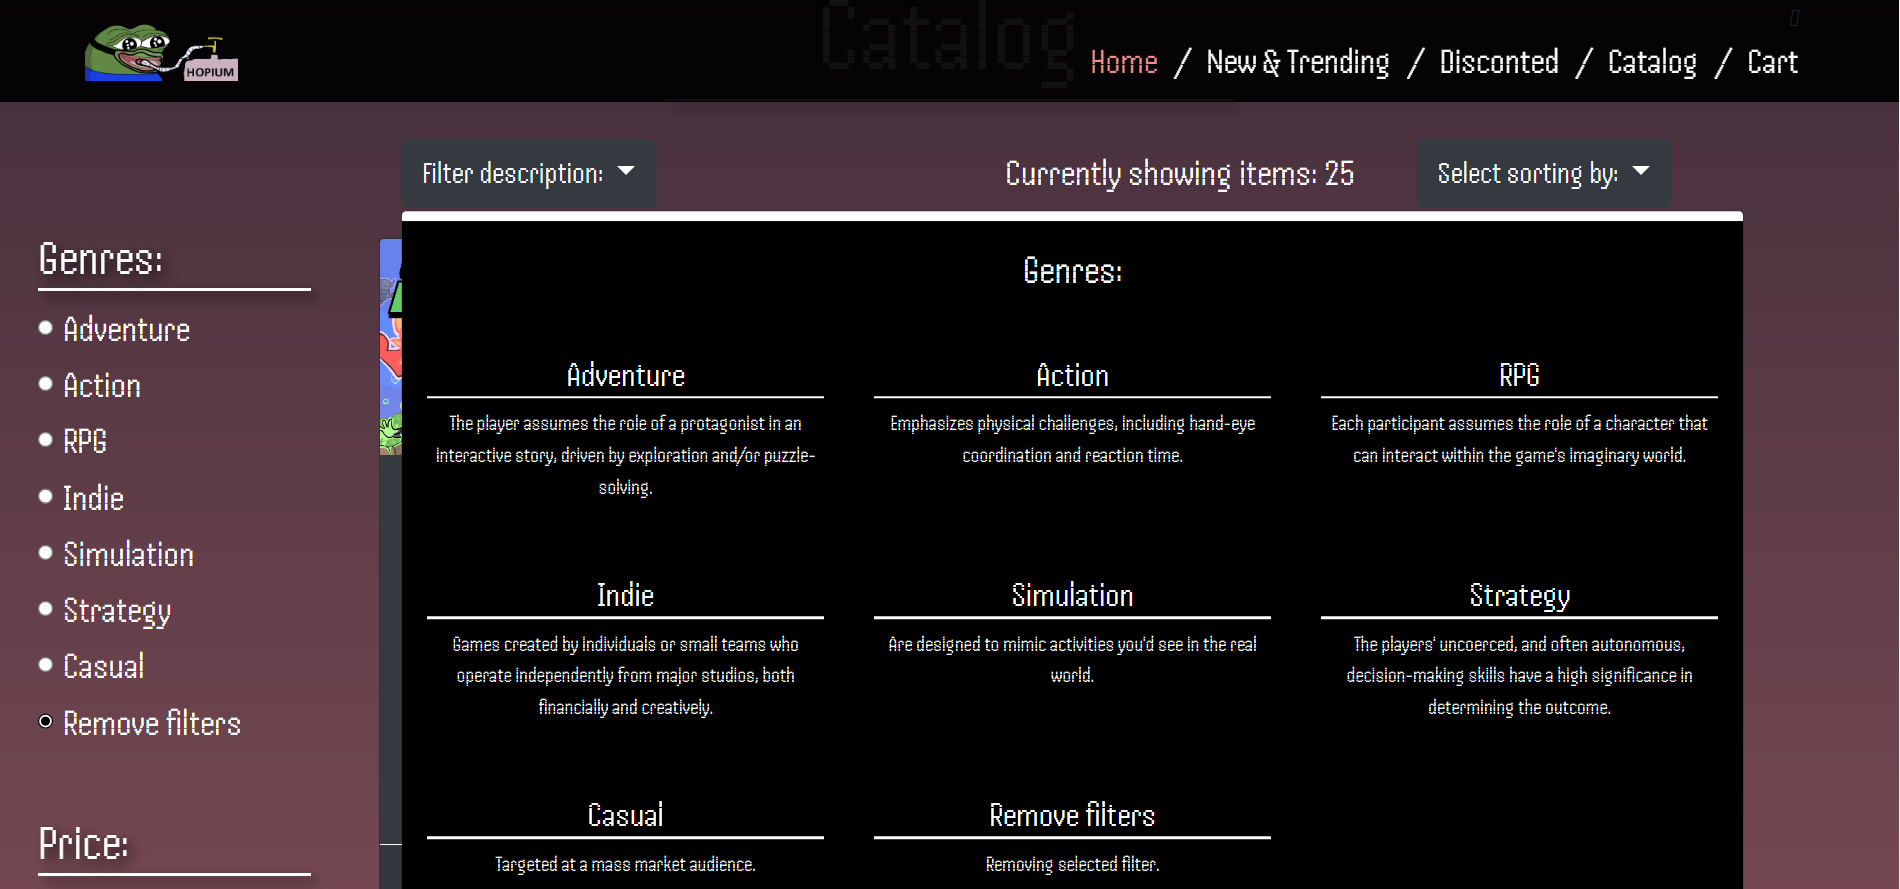 Catalog
HOPIUM
Home / New & Trending / Disconted / Catalog / Cart
Filter description:
Currently showing items: 25
Select sorting by:
Genres:
Adventure
Action
RPG
Indie
Simulation
Strategy
Casual
Remove filters
Price:
Genres:
Adventure
The player assumes the role of a protagonist in an
interactive story, driven by exploration and/or puzzle-
solving.
Action
Emphasizes physical challenges, including hand-eye
coordination and reaction time.
RPG
Each participant assumes the role of a character that
can interact within the game's imaginary world.
Indie
Games created by individuals or small teams who
operate independently from major studios, both
financially and creatively.
Simulation
Are designed to mimic activities you'd see in the real
world.
Strategy
The players' uncoerced, and often autonomous,
decision-making skills have a high significance in
determining the outcome.
Casual
Targeted at a mass market audience.
Remove filters
Removing selected filter.